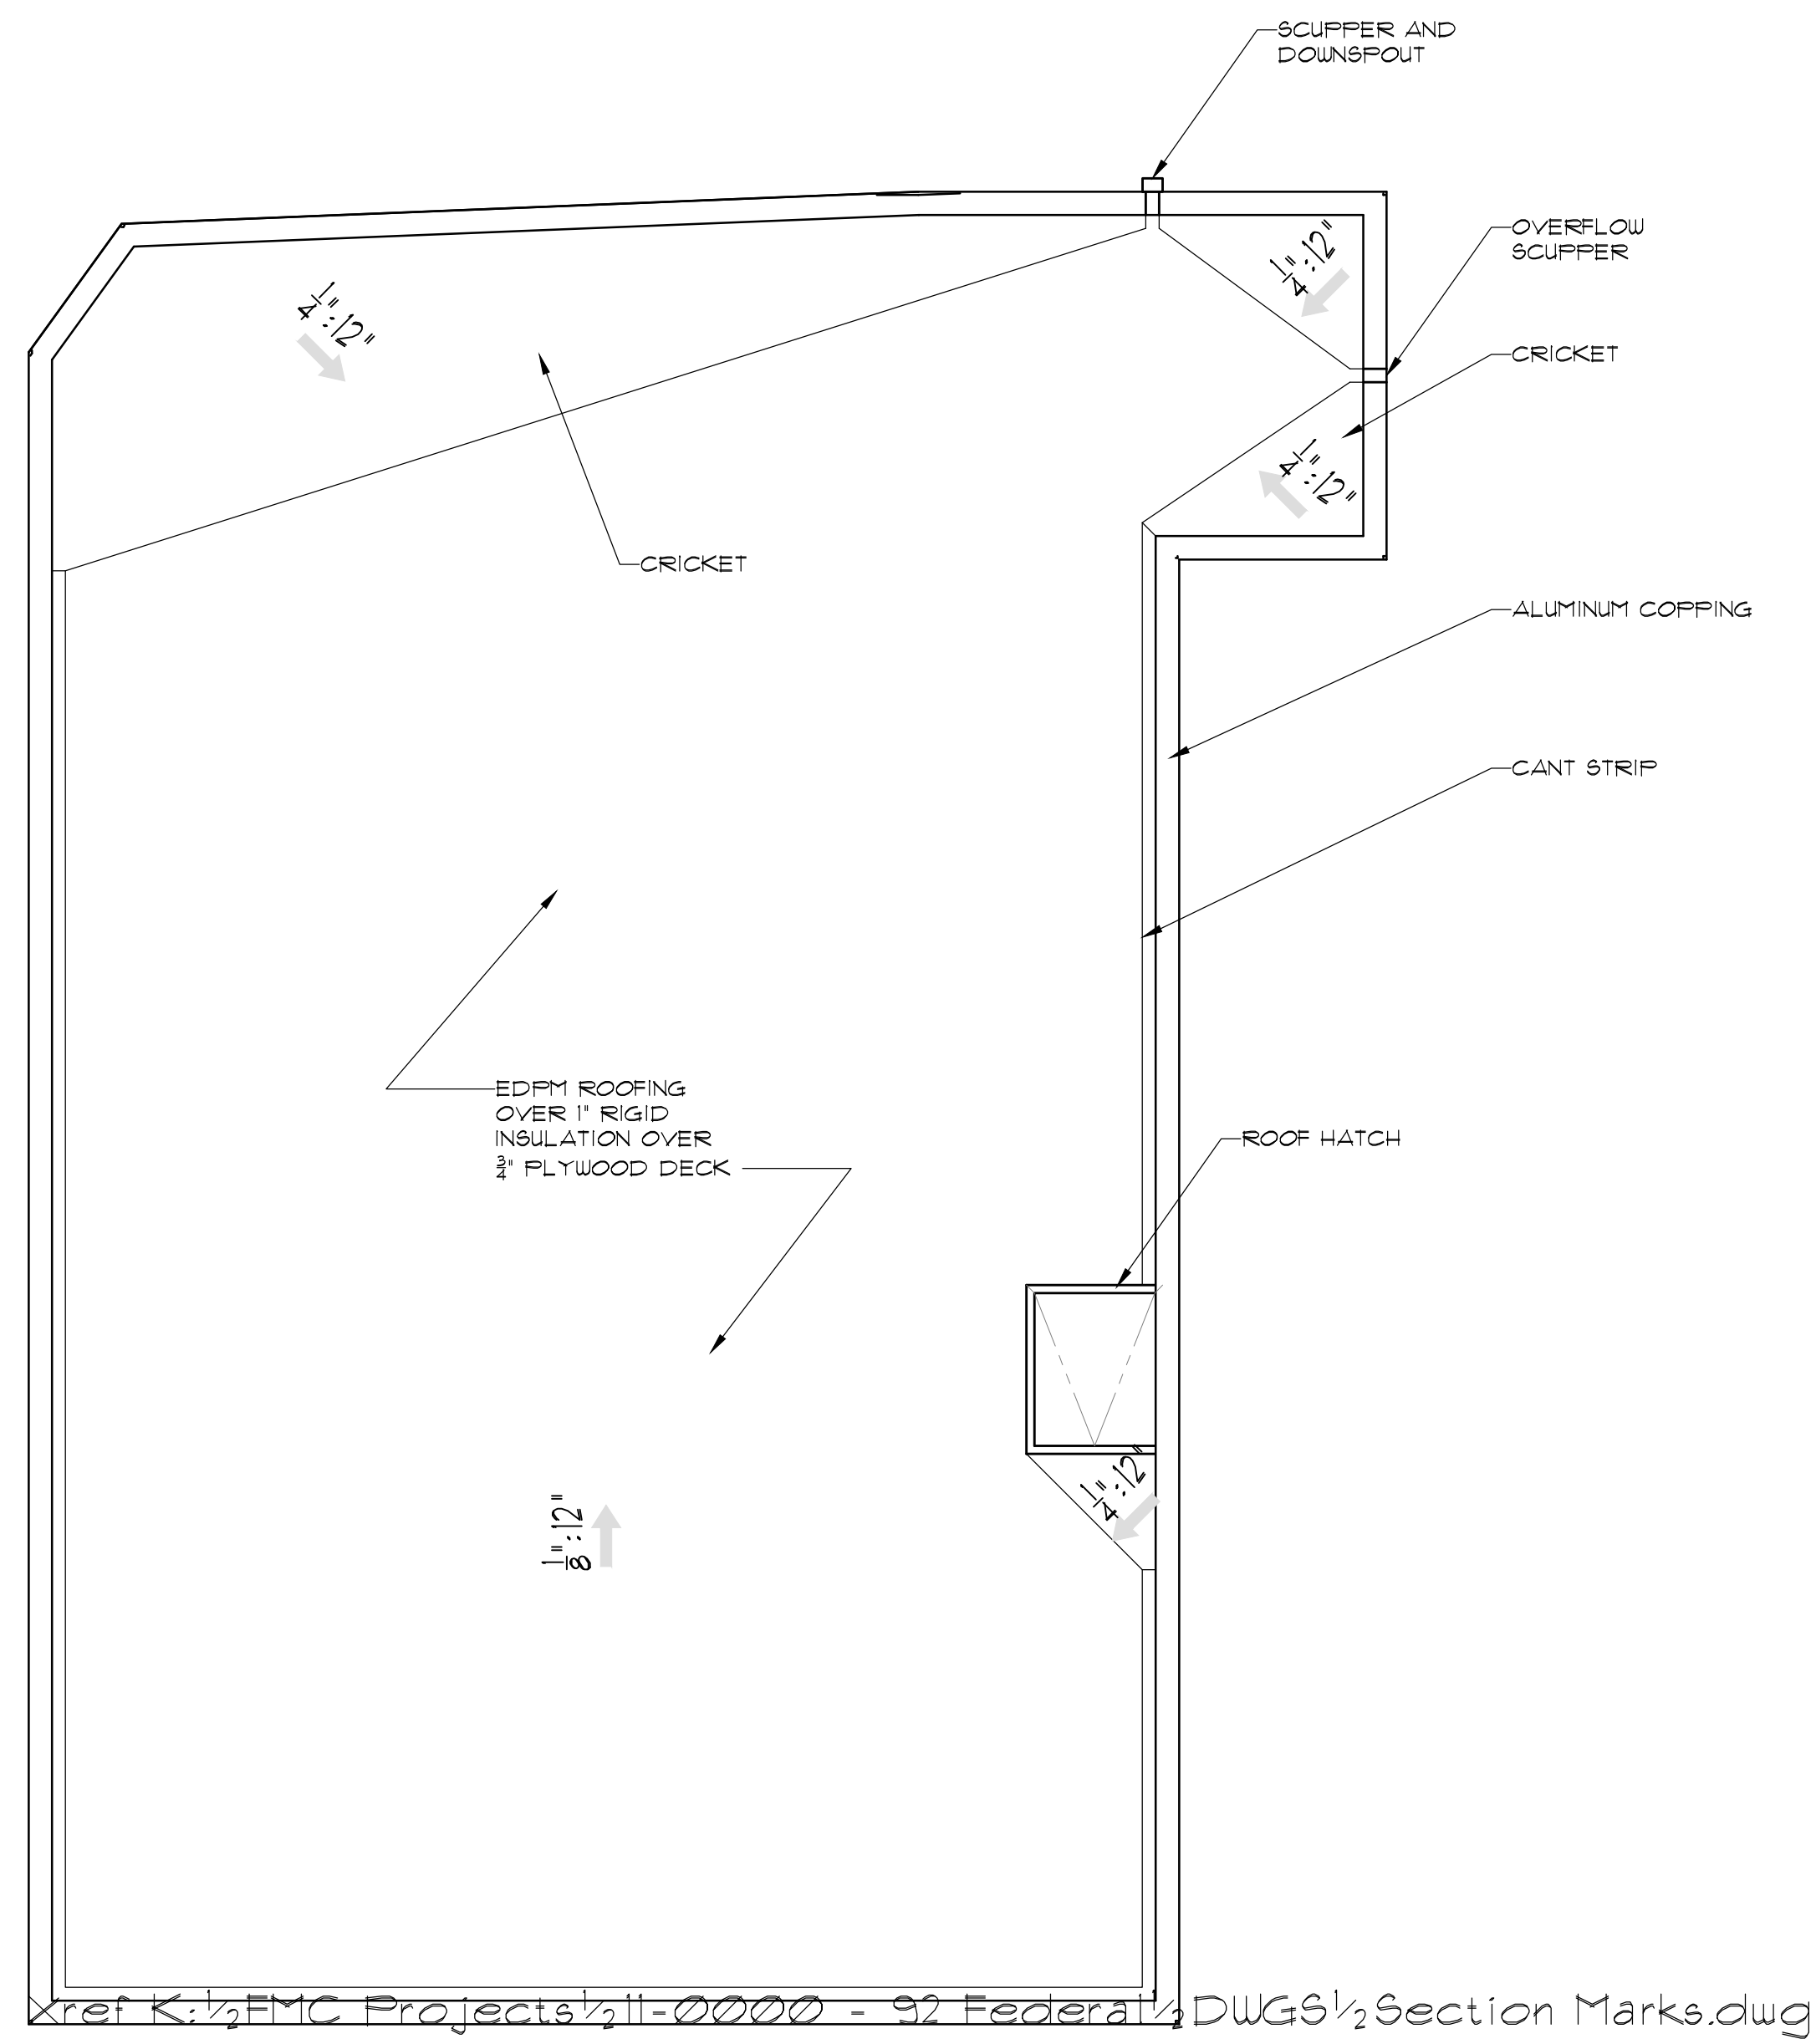 SCUPPER AND
DOWNSPOUT
OVERFLOW
SCUPPER
1/4":12"
1/4":12"
CRICKET
1/4":12"
CRICKET
ALUMINUM COPPING
CANT STRIP
EDPM ROOFING
OVER 1" RIGID
INSULATION OVER
3/4" PLYWOOD DECK
ROOF HATCH
1/4":12"
1/8":12"
Xref K:½FMC Projects½11-0000 - 92 Federal½DWGS½Section Marks.dwg